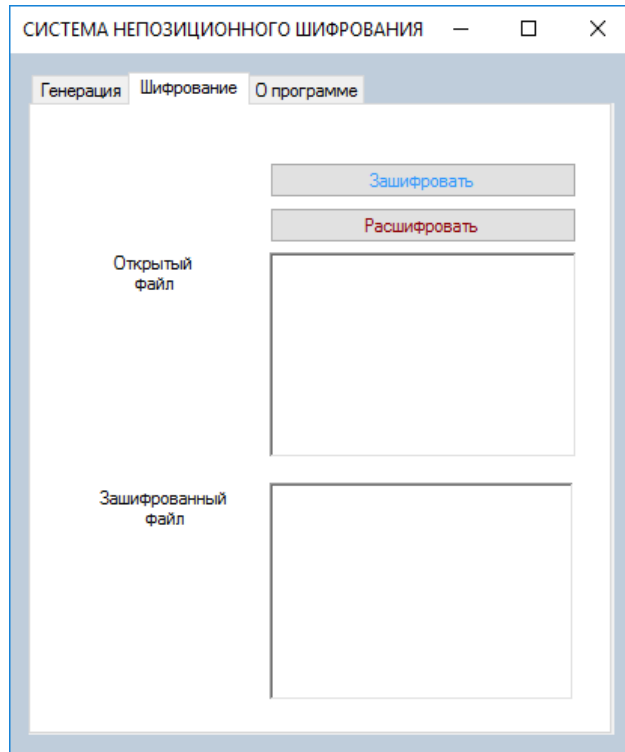 СИСТЕМА НЕПОЗИЦИОННОГО ШИФРОВАНИЯ
Генерация Шифрование О программе
Зашифровать
Расшифровать
Открытый
файл
Зашифрованный
файл